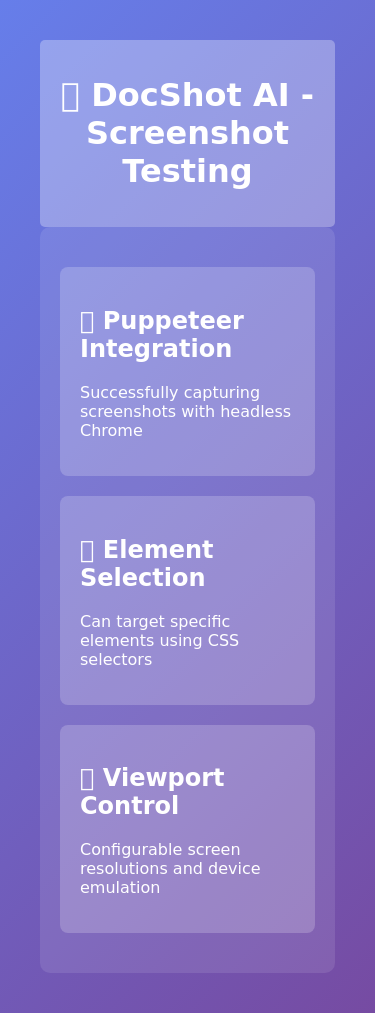 DocShot AI -
Screenshot
Testing
Puppeteer
Integration
Successfully capturing
screenshots with headless
Chrome
Element
Selection
Can target specific
elements using CSS
selectors
Viewport
Control
Configurable screen
resolutions and device
emulation